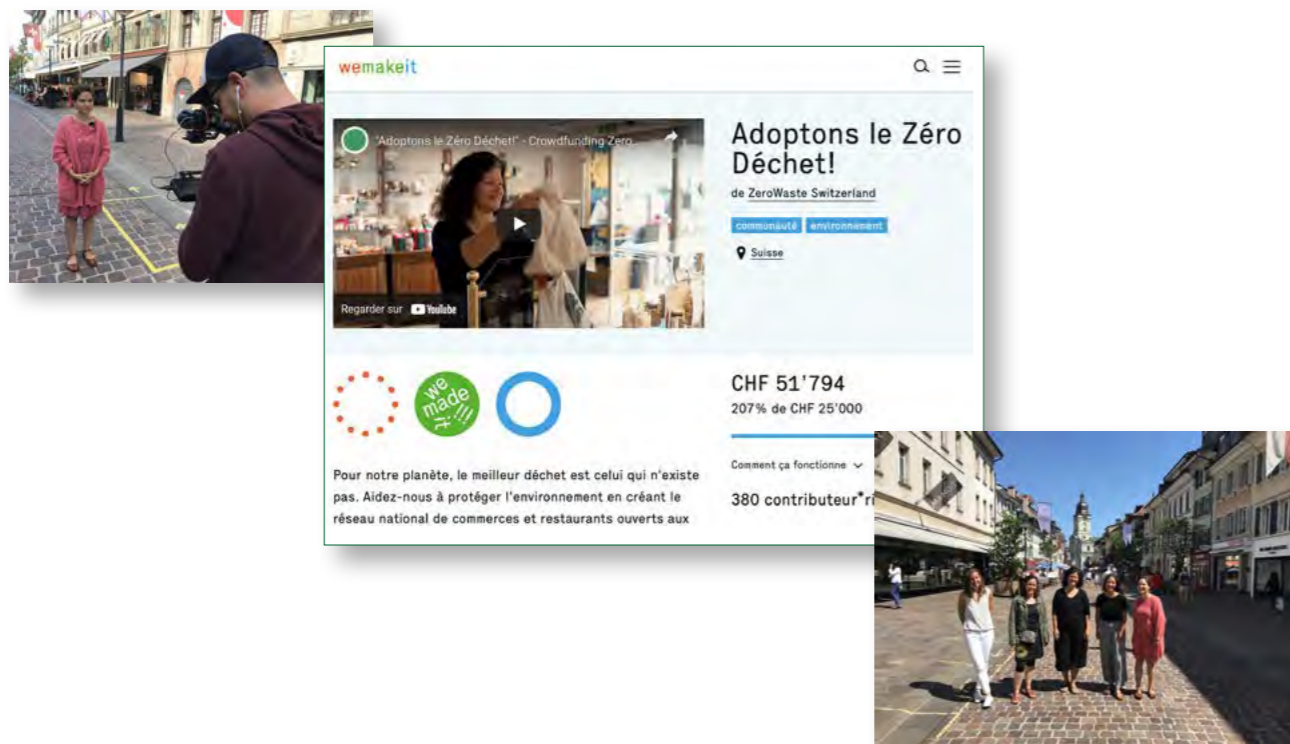 wemakeit
"Adoptons le Zéro Déchet!" - Crowdfunding Zero...
Regarder sur YouTube
Adoptons le Zéro
Déchet!
de ZeroWaste Switzerland
communauté environnement
Suisse
we
made
it!
CHF 51'794
207% de CHF 25'000
Comment ça fonctionne
380 contributeur*ri
Pour notre planète, le meilleur déchet est celui qui n'existe
pas. Aidez-nous à protéger l'environnement en créant le
réseau national de commerces et restaurants ouverts aux